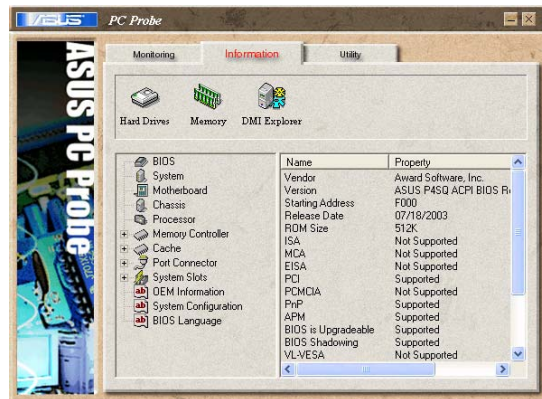 ASUS PC Probe
Monitoring Information Utility
Hard Drives Memory DMI Explorer
ASUS PC Probe
BIOS
System
Motherboard
Chassis
Processor
Memory Controller
Cache
Port Connector
System Slots
ab OEM Information
ab System Configuration
ab BIOS Language
Name Property
Vendor Award Software, Inc.
Version ASUS P4SQ ACPI BIOS R
Starting Address F000
Release Date 07/18/2003
ROM Size 512K
ISA Not Supported
MCA Not Supported
EISA Not Supported
PCI Supported
PCMCIA Not Supported
PnP Supported
APM Supported
BIOS is Upgradeable Supported
BIOS Shadowing Supported
VL-VESA Not Supported